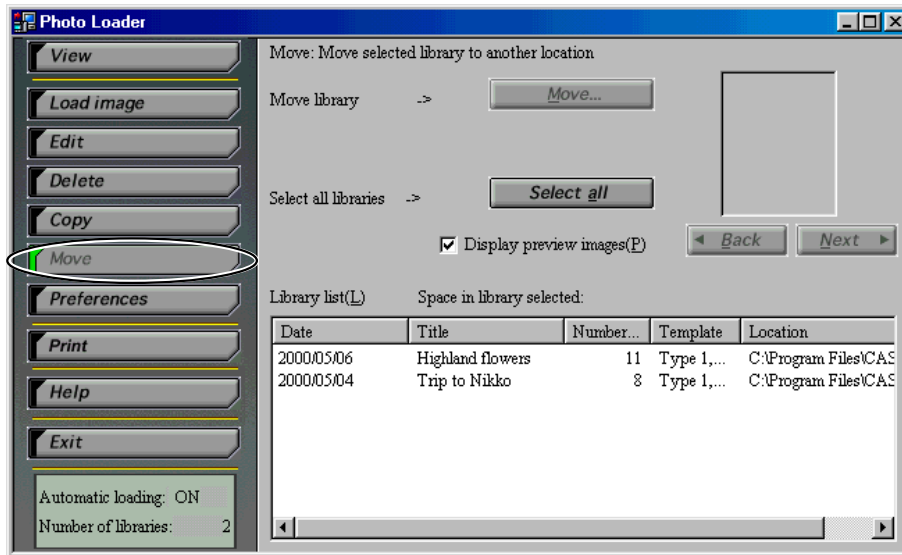 Photo Loader
View
Load image
Edit
Delete
Copy
Move
Preferences
Print
Help
Exit
Automatic loading: ON
Number of libraries: 2
Move: Move selected library to another location
Move library -> Move...
Select all libraries -> Select all
Display preview images(P)
Back Next
Library list(L) Space in library selected:
Date Title Number... Template Location
2000/05/06 Highland flowers 11 Type 1,... C:\Program Files\CAS
2000/05/04 Trip to Nikko 8 Type 1,... C:\Program Files\CAS